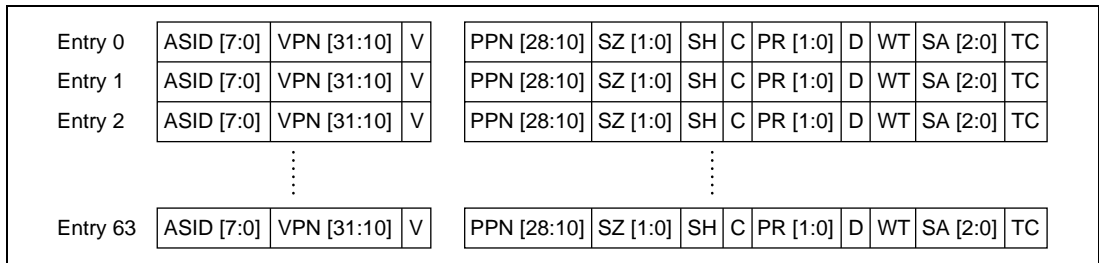 Entry 0 ASID [7:0] VPN [31:10] V PPN [28:10] SZ [1:0] SH C PR [1:0] D WT SA [2:0] TC
Entry 1 ASID [7:0] VPN [31:10] V PPN [28:10] SZ [1:0] SH C PR [1:0] D WT SA [2:0] TC
Entry 2 ASID [7:0] VPN [31:10] V PPN [28:10] SZ [1:0] SH C PR [1:0] D WT SA [2:0] TC
Entry 63 ASID [7:0] VPN [31:10] V PPN [28:10] SZ [1:0] SH C PR [1:0] D WT SA [2:0] TC